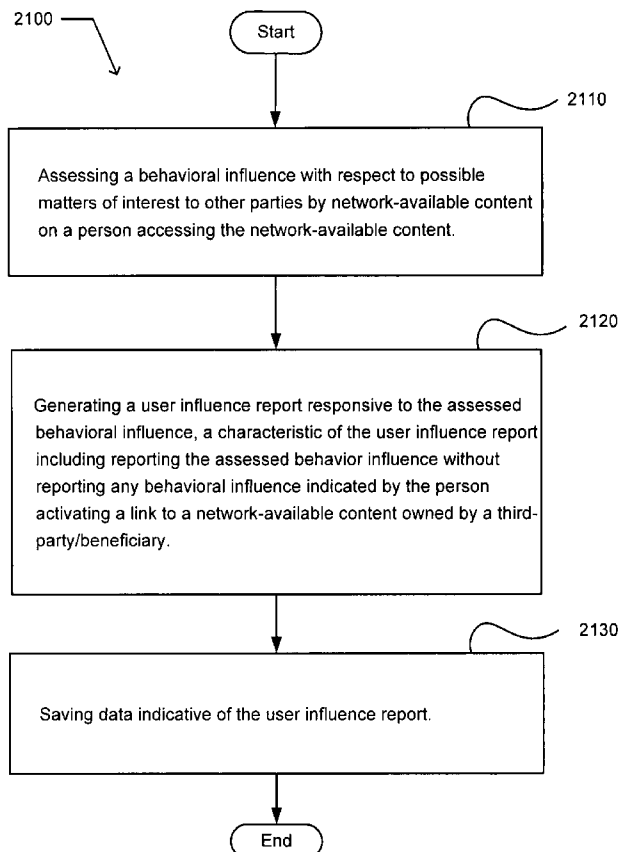 2100
Start
2110
Assessing a behavioral influence with respect to possible
matters of interest to other parties by network-available content
on a person accessing the network-available content.
2120
Generating a user influence report responsive to the assessed
behavioral influence, a characteristic of the user influence report
including reporting the assessed behavior influence without
reporting any behavioral influence indicated by the person
activating a link to a network-available content owned by a third-
party/beneficiary.
2130
Saving data indicative of the user influence report.
End